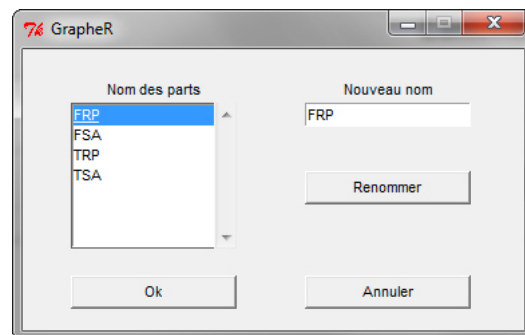 GrapheR
Nom des parts
FRP
FSA
TRP
TSA
Nouveau nom
FRP
Renommer
Ok
Annuler